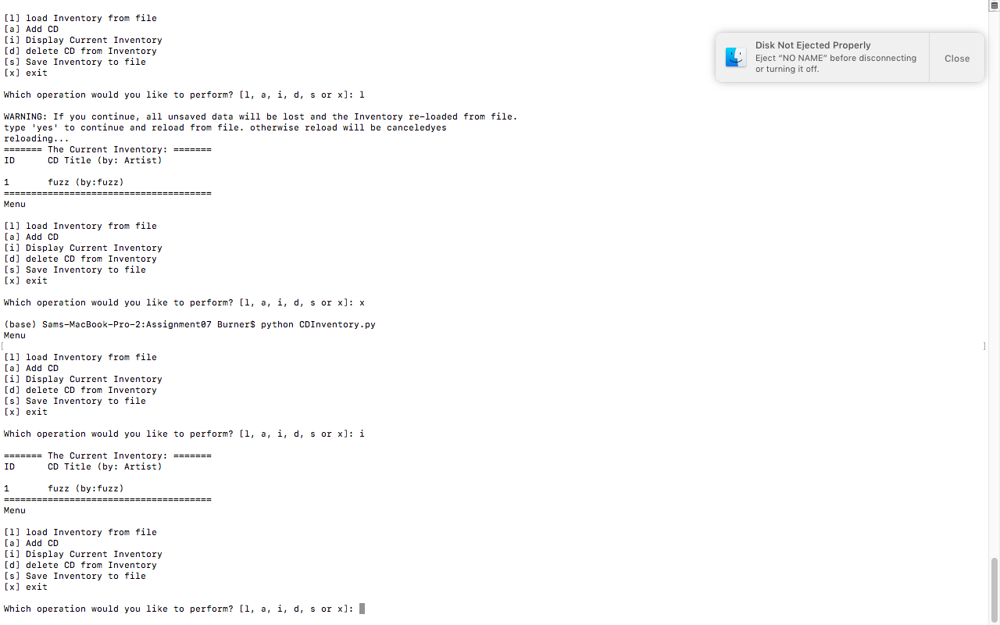 [l] load Inventory from file
[a] Add CD
[i] Display Current Inventory
[d] delete CD from Inventory
[s] Save Inventory to file
[x] exit
Which operation would you like to perform? [l, a, i, d, s or x]: l
WARNING: If you continue, all unsaved data will be lost and the Inventory re-loaded from file.
type 'yes' to continue and reload from file. otherwise reload will be canceledyes
reloading...
======= The Current Inventory: =======
ID CD Title (by: Artist)
1 fuzz (by:fuzz)
======================================
Menu
[l] load Inventory from file
[a] Add CD
[i] Display Current Inventory
[d] delete CD from Inventory
[s] Save Inventory to file
[x] exit
Which operation would you like to perform? [l, a, i, d, s or x]: x
(base) Sams-MacBook-Pro-2:Assignment07 Burner$ python CDInventory.py
Menu
[l] load Inventory from file
[a] Add CD
[i] Display Current Inventory
[d] delete CD from Inventory
[s] Save Inventory to file
[x] exit
Which operation would you like to perform? [l, a, i, d, s or x]: i
======= The Current Inventory: =======
ID CD Title (by: Artist)
1 fuzz (by:fuzz)
======================================
Menu
[l] load Inventory from file
[a] Add CD
[i] Display Current Inventory
[d] delete CD from Inventory
[s] Save Inventory to file
[x] exit
Which operation would you like to perform? [l, a, i, d, s or x]:
Disk Not Ejected Properly
Eject “NO NAME” before disconnecting
or turning it off.
Close